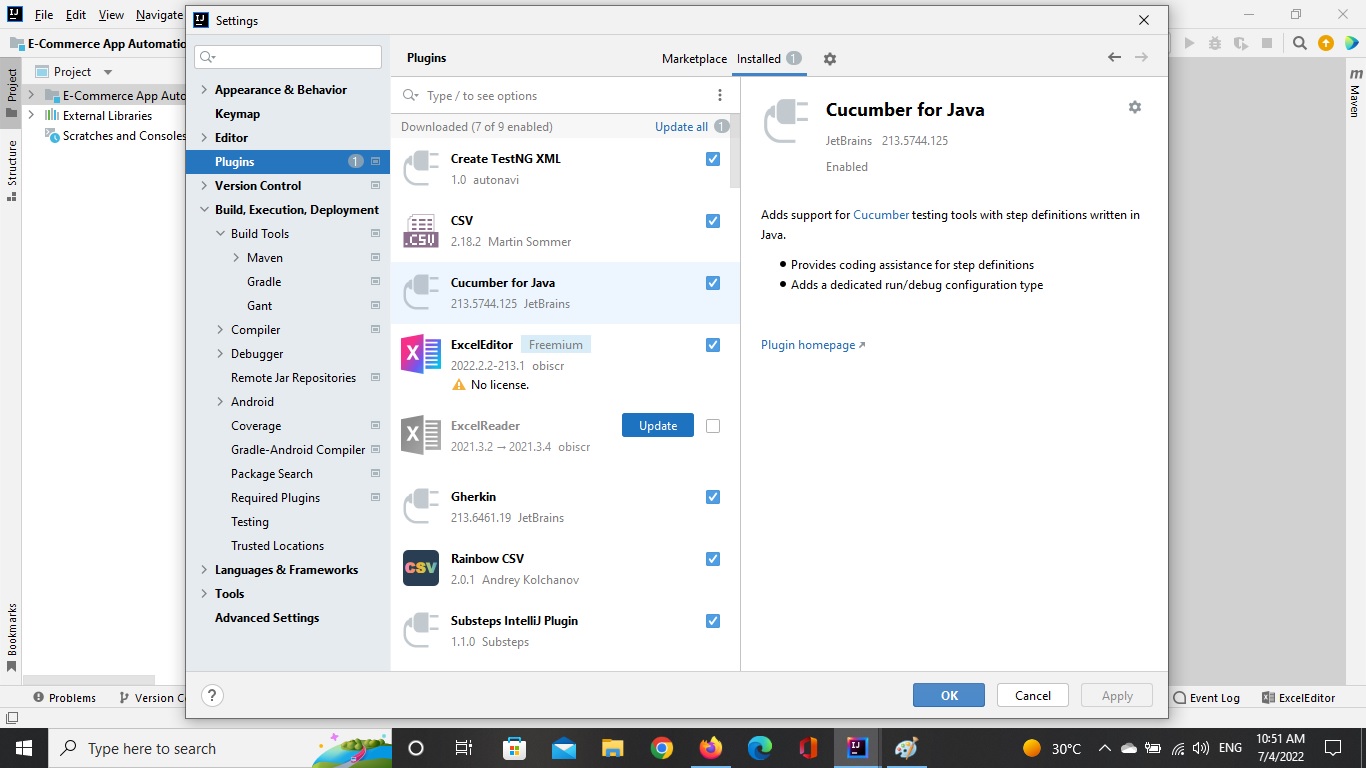 File Edit View Navigate
Settings
E-Commerce App Automatio
Plugins
Marketplace
Installed 1
Project
Type / to see options
Downloaded (7 of 9 enabled)
Update all 1
E-Commerce App Auto
External Libraries
Scratches and Consoles
Project
Structure
Bookmarks
Appearance & Behavior
Keymap
Editor
Plugins 1
Version Control
Build, Execution, Deployment
Build Tools
Maven
Gradle
Gant
Compiler
Debugger
Remote Jar Repositories
Android
Coverage
Gradle-Android Compiler
Package Search
Required Plugins
Testing
Trusted Locations
Languages & Frameworks
Tools
Advanced Settings
Create TestNG XML
1.0 autonavi
.CSV
CSV
2.18.2 Martin Sommer
Cucumber for Java
213.5744.125 JetBrains
X
ExcelEditor Freemium
2022.2.2-213.1 obiscr
No license.
X
ExcelReader
Update
2021.3.2 → 2021.3.4 obiscr
Gherkin
213.6461.19 JetBrains
CSV
Rainbow CSV
2.0.1 Andrey Kolchanov
Substeps IntelliJ Plugin
1.1.0 Substeps
Cucumber for Java
JetBrains 213.5744.125
Enabled
Adds support for Cucumber testing tools with step definitions written in
Java.
Provides coding assistance for step definitions
Adds a dedicated run/debug configuration type
Plugin homepage
m
Maven
?
OK
Cancel
Apply
Problems
Version C
Event Log
ExcelEditor
Type here to search
30°C
ENG
10:51 AM
7/4/2022